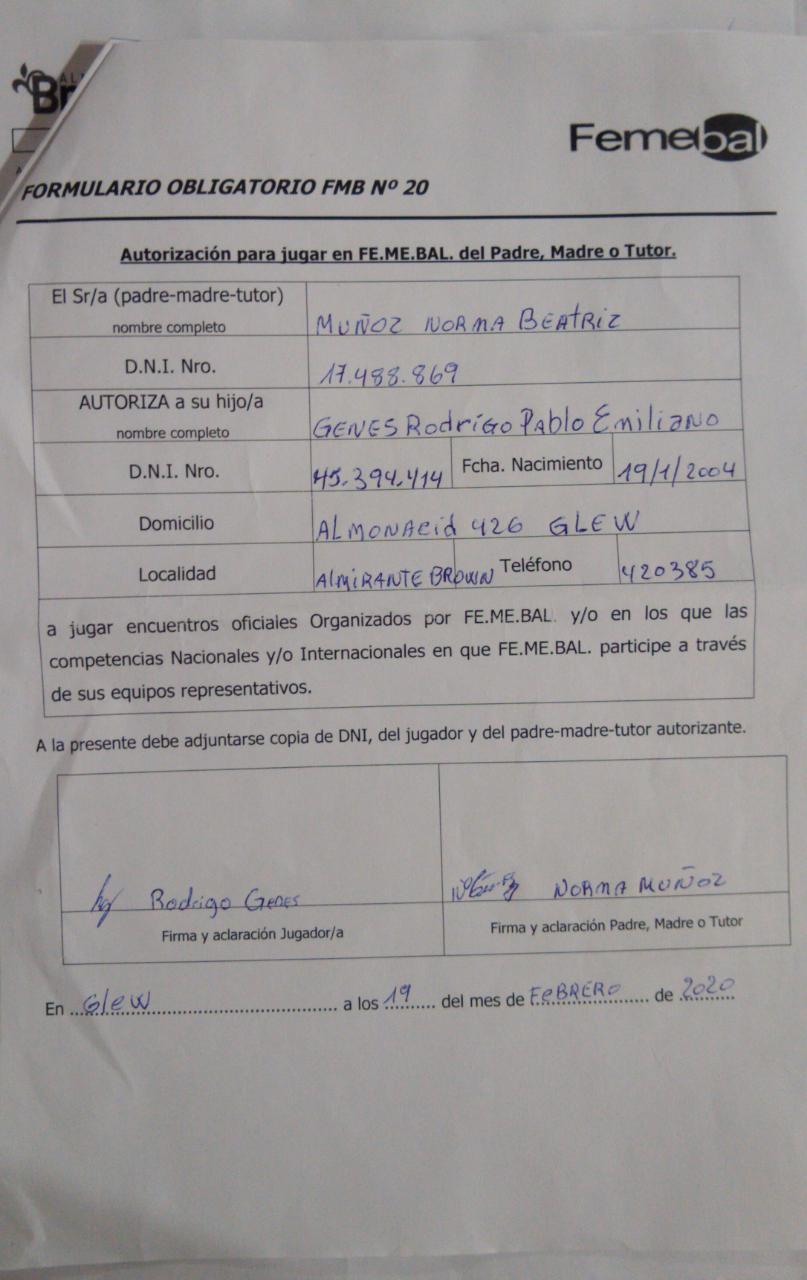 AL
Br
Femebal
FORMULARIO OBLIGATORIO FMB Nº 20
Autorización para jugar en FE.ME.BAL. del Padre, Madre o Tutor.
El Sr/a (padre-madre-tutor)
nombre completo
MUÑOZ NORMA BEATRIZ
D.N.I. Nro.
17.488.869
AUTORIZA a su hijo/a
nombre completo
GENES Rodrígo Pablo Emiliano
D.N.I. Nro. 45.394.414 Fcha. Nacimiento 19/1/2004
Domicilio ALMONAcid 426 GLEW
Localidad AlmiRANTE BROWN Teléfono 420385
a jugar encuentros oficiales Organizados por FE.ME.BAL. y/o en los que las
competencias Nacionales y/o Internacionales en que FE.ME.BAL. participe a través
de sus equipos representativos.
A la presente debe adjuntarse copia de DNI, del jugador y del padre-madre-tutor autorizante.
Rodrigo Genes NORMA MUÑOZ
Firma y aclaración Jugador/a Firma y aclaración Padre, Madre o Tutor
En Glew a los 19 del mes de FeBRERO de 2020